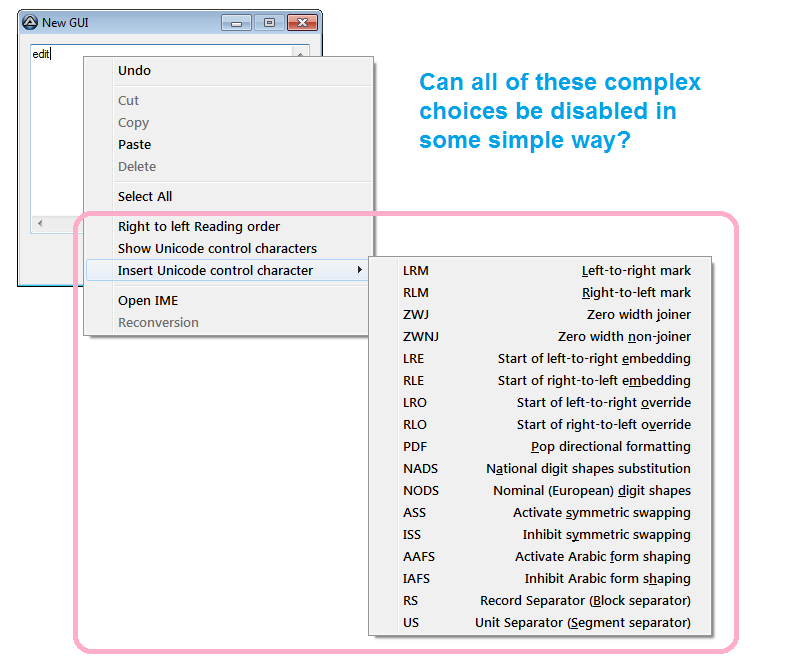 New GUI
edit
Can all of these complex
choices be disabled in
some simple way?
Undo
Cut
Copy
Paste
Delete
Select All
Right to left Reading order
Show Unicode control characters
Insert Unicode control character
Open IME
Reconversion
LRM Left-to-right mark
RLM Right-to-left mark
ZWJ Zero width joiner
ZWNJ Zero width non-joiner
LRE Start of left-to-right embedding
RLE Start of right-to-left embedding
LRO Start of left-to-right override
RLO Start of right-to-left override
PDF Pop directional formatting
NADS National digit shapes substitution
NODS Nominal (European) digit shapes
ASS Activate symmetric swapping
ISS Inhibit symmetric swapping
AAFS Activate Arabic form shaping
IAFS Inhibit Arabic form shaping
RS Record Separator (Block separator)
US Unit Separator (Segment separator)